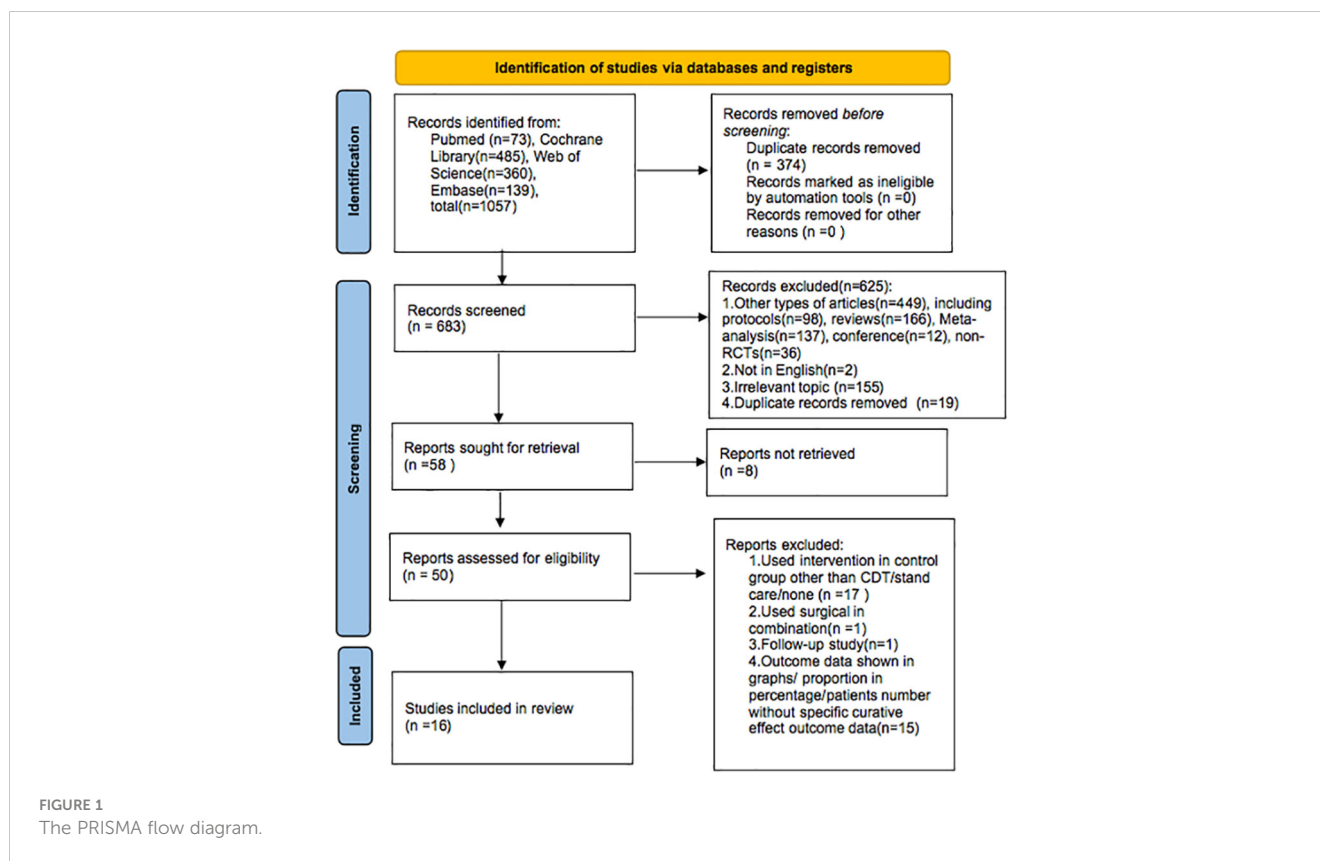 Identification of studies via databases and registers
Identification
Records identified from:
Pubmed (n=73), Cochrane
Library(n=485), Web of
Science(n=360),
Embase(n=139),
total(n=1057)
Records removed before
screening:
Duplicate records removed
(n = 374)
Records marked as ineligible
by automation tools (n =0)
Records removed for other
reasons (n =0 )
Screening
Records screened
(n = 683)
Records excluded(n=625):
1.Other types of articles(n=449), including
protocols(n=98), reviews(n=166), Meta-
analysis(n=137), conference(n=12), non-
RCTs(n=36)
2.Not in English(n=2)
3.Irrelevant topic (n=155)
4.Duplicate records removed (n=19)
Reports sought for retrieval
(n =58 )
Reports not retrieved
(n =8)
Reports assessed for eligibility
(n = 50)
Reports excluded:
1.Used intervention in control
group other than CDT/stand
care/none (n =17 )
2.Used surgical in
combination(n =1)
3.Follow-up study(n=1)
4.Outcome data shown in
graphs/ proportion in
percentage/patients number
without specific curative
effect outcome data(n=15)
Included
Studies included in review
(n =16)
FIGURE 1
The PRISMA flow diagram.